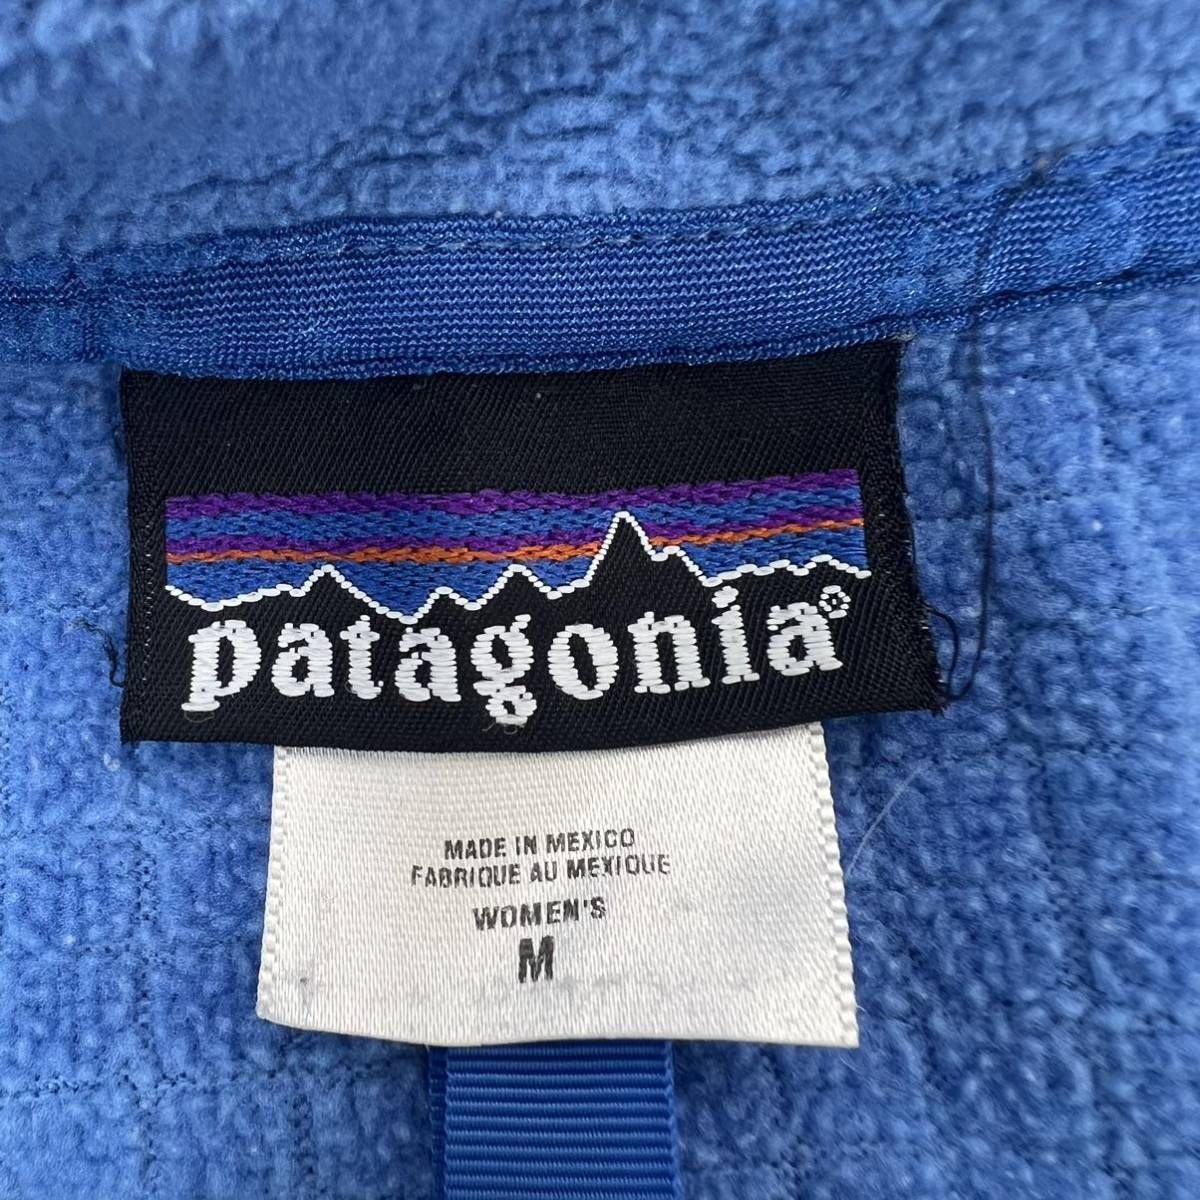 patagonia®
MADE IN MEXICO
FABRIQUE AU MEXIQUE
WOMEN'S
M